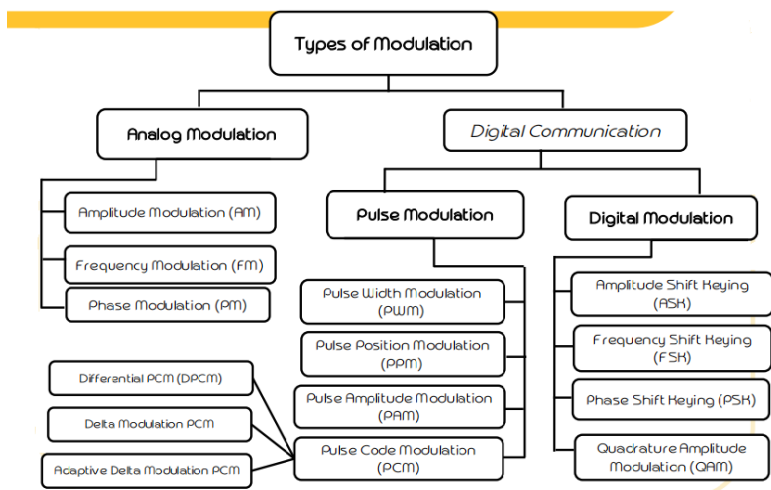 Types of Modulation
Analog Modulation
Digital Communication
Amplitude Modulation (AM)
Frequency Modulation (FM)
Phase Modulation (PM)
Pulse Modulation
Digital Modulation
Pulse Width Modulation
(PWM)
Pulse Position Modulation
(PPM)
Pulse Amplitude Modulation
(PAM)
Pulse Code Modulation
(PCM)
Differential PCM (DPCM)
Delta Modulation PCM
Acaptive Delta Modulation PCM
Amplitude Shift Keying
(ASK)
Frequency Shift Keying
(FSK)
Phase Shift Keying (PSK)
Quadrature Amplitude
Modulation (QAM)